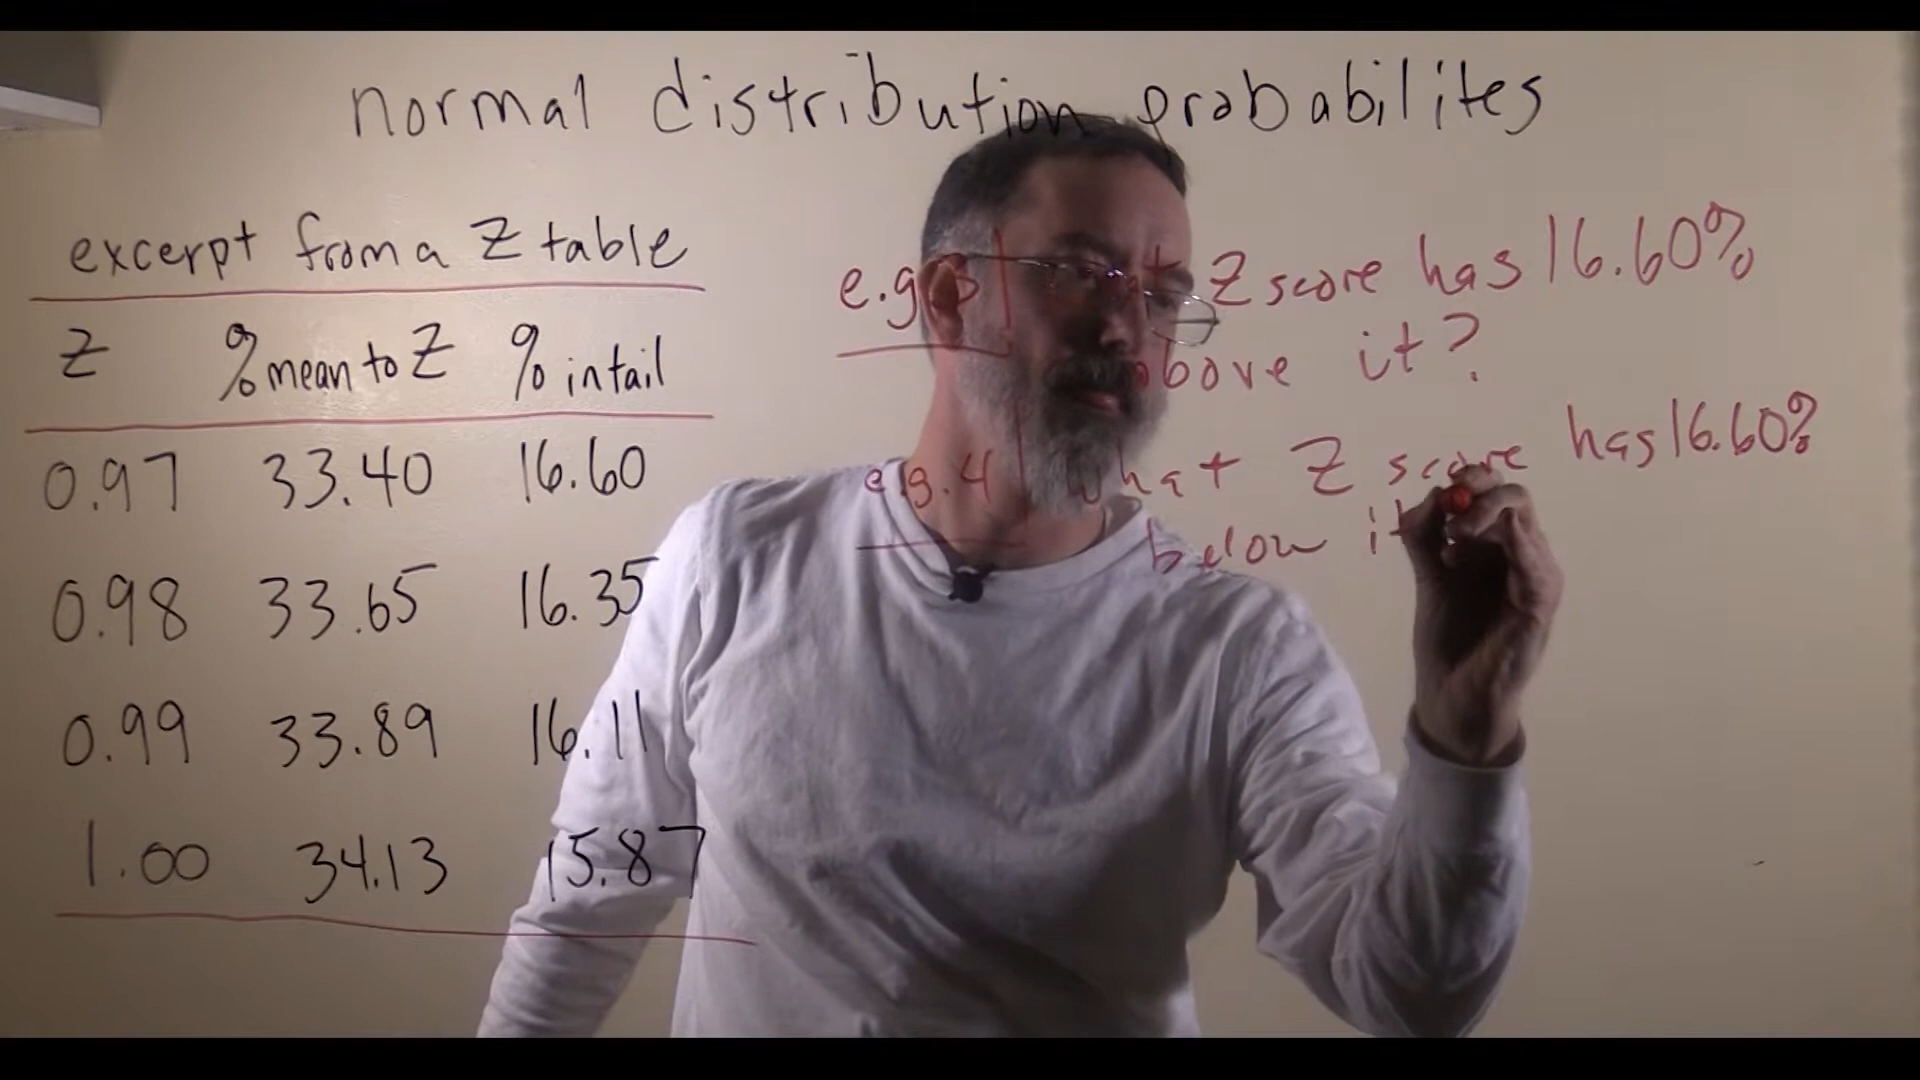 normal distribution probabilites
excerpt from a Z table
Z % mean to Z % in tail
0.97 33.40 16.60
0.98 33.65 16.35
0.99 33.89 16.11
1.00 34.13 15.87
e.g. Z score has 16.60%
above it?
e.g. 4 what Z score has 16.60%
below it